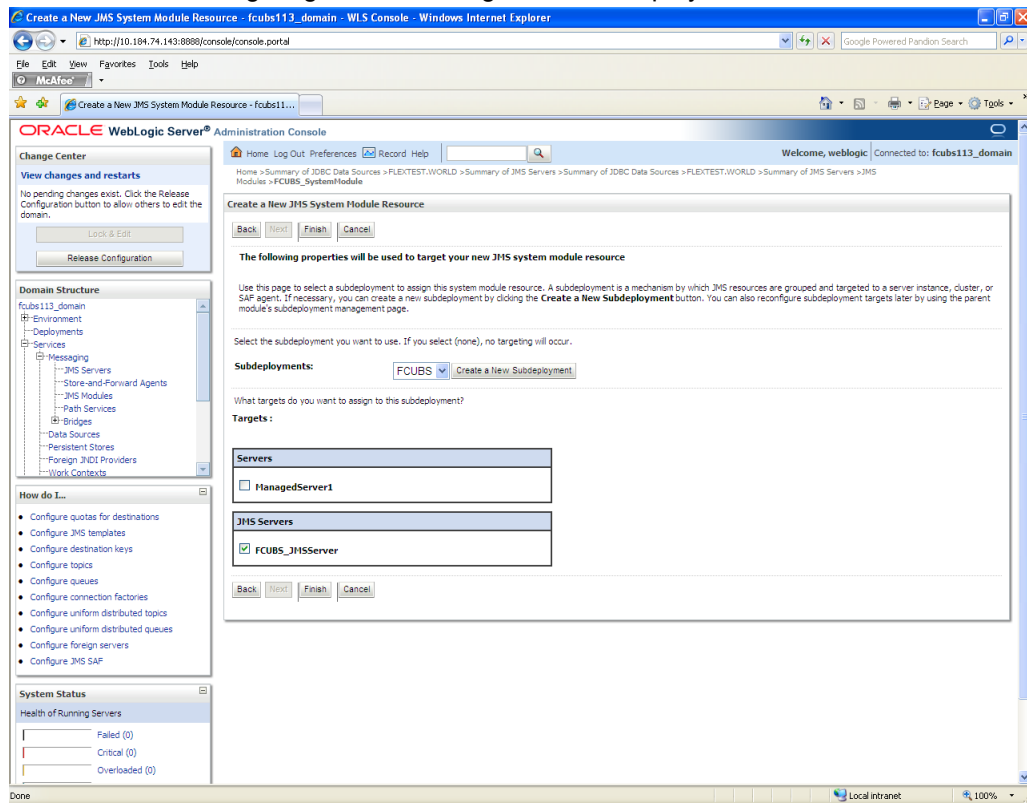 Create a New JMS System Module Resource - fcubs113_domain - WLS Console - Windows Internet Explorer
http://10.184.74.143:8888/console/console.portal
Google Powered Pandion Search
File Edit View Favorites Tools Help
McAfee
Create a New JMS System Module Resource - fcubs11...
Page Tools
ORACLE WebLogic Server® Administration Console
Change Center
View changes and restarts
No pending changes exist. Click the Release
Configuration button to allow others to edit the
domain.
Lock & Edit
Release Configuration
Domain Structure
fcubs113_domain
Environment
Deployments
Services
Messaging
JMS Servers
Store-and-Forward Agents
JMS Modules
Path Services
Bridges
Data Sources
Persistent Stores
Foreign JNDI Providers
Work Contexts
How do I...
Configure quotas for destinations
Configure JMS templates
Configure destination keys
Configure topics
Configure queues
Configure connection factories
Configure uniform distributed topics
Configure uniform distributed queues
Configure foreign servers
Configure JMS SAF
System Status
Health of Running Servers
Failed (0)
Critical (0)
Overloaded (0)
Home Log Out Preferences Record Help
Welcome, weblogic Connected to: fcubs113_domain
Home >Summary of JDBC Data Sources >FLEXTEST.WORLD >Summary of JMS Servers >Summary of JDBC Data Sources >FLEXTEST.WORLD >Summary of JMS Servers >JMS
Modules >FCUBS_SystemModule
Create a New JMS System Module Resource
Back Next Finish Cancel
The following properties will be used to target your new JMS system module resource
Use this page to select a subdeployment to assign this system module resource. A subdeployment is a mechanism by which JMS resources are grouped and targeted to a server instance, cluster, or
SAF agent. If necessary, you can create a new subdeployment by clicking the Create a New Subdeployment button. You can also reconfigure subdeployment targets later by using the parent
module's subdeployment management page.
Select the subdeployment you want to use. If you select (none), no targeting will occur.
Subdeployments: FCUBS Create a New Subdeployment
What targets do you want to assign to this subdeployment?
Targets :
Servers
ManagedServer1
JMS Servers
FCUBS_JMSServer
Back Next Finish Cancel
Done
Local intranet
100%